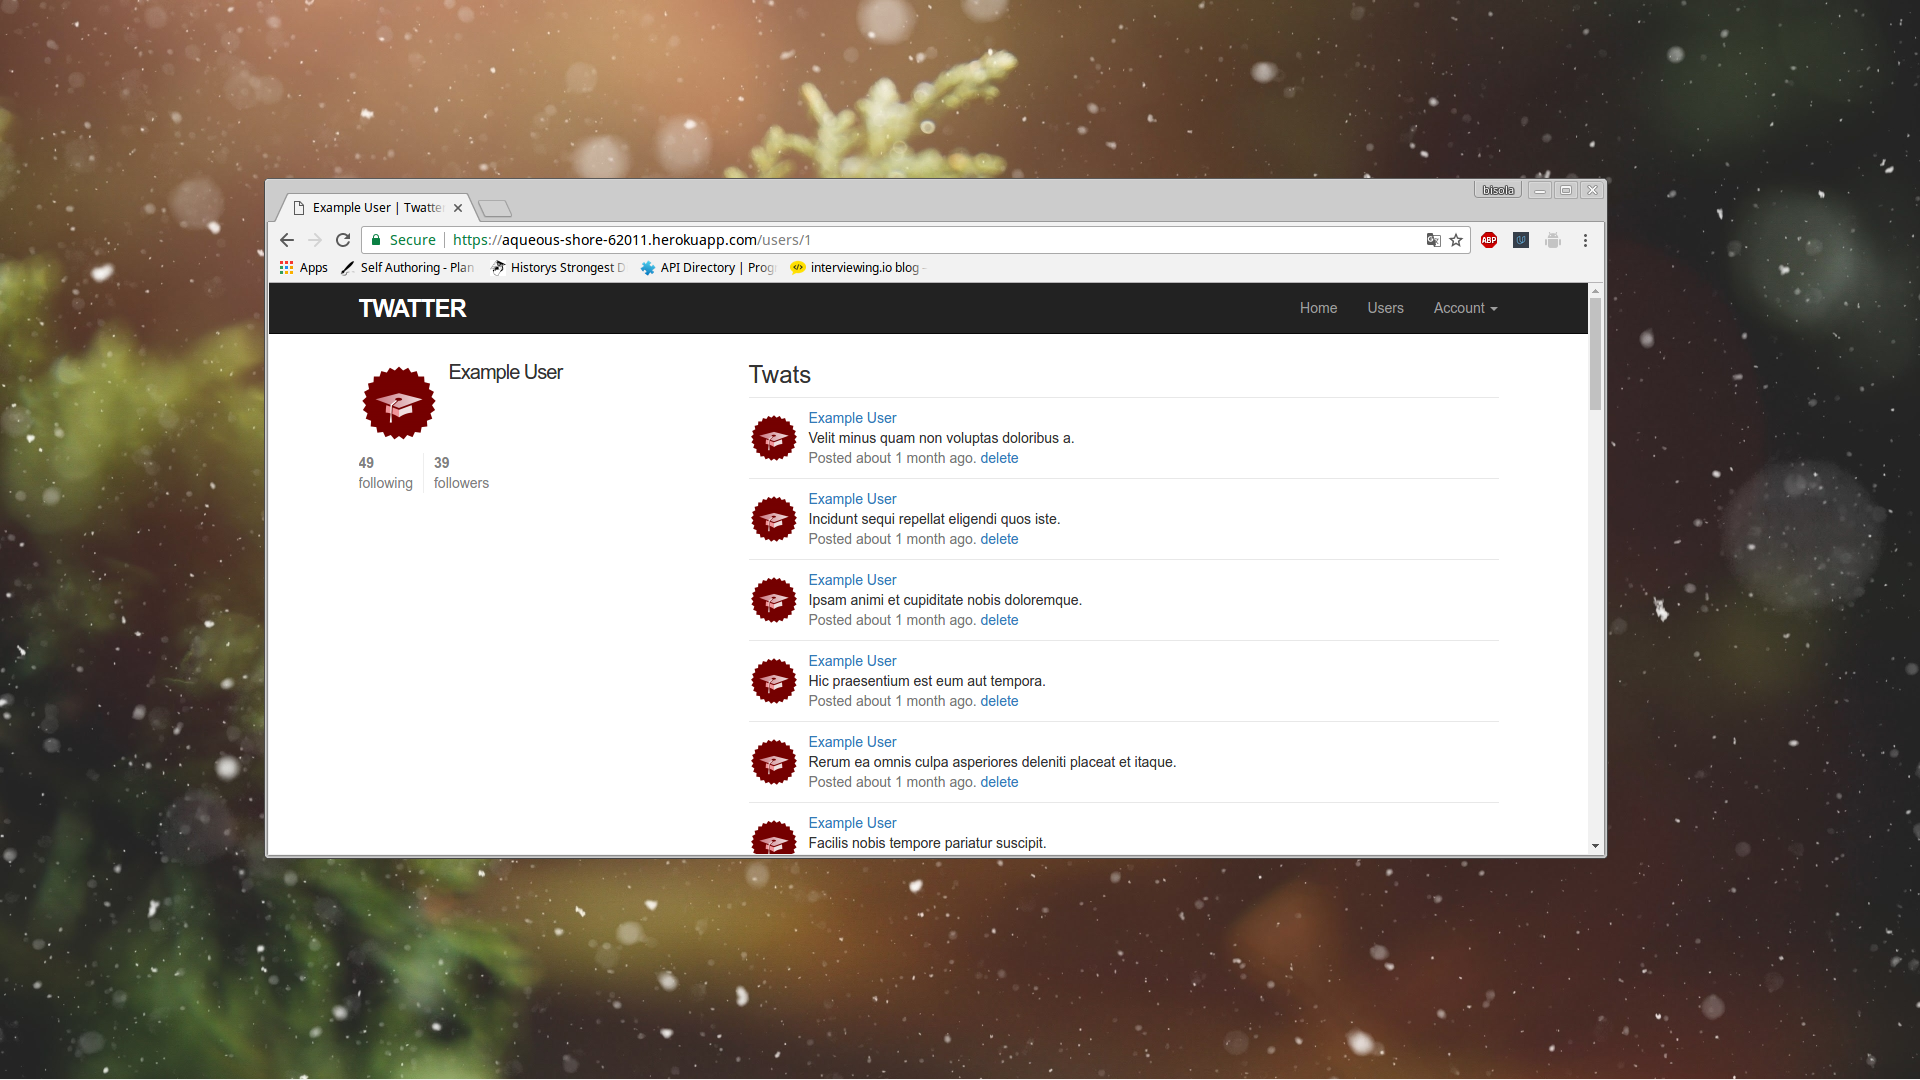 bisola
Example User | Twatte
Secure https://aqueous-shore-62011.herokuapp.com/users/1
ABP
Apps Self Authoring - Plan Historys Strongest D API Directory | Prog interviewing.io blog -
TWATTER
Home Users Account
Example User
49 39
following followers
Twats
Example User
Velit minus quam non voluptas doloribus a.
Posted about 1 month ago. delete
Example User
Incidunt sequi repellat eligendi quos iste.
Posted about 1 month ago. delete
Example User
Ipsam animi et cupiditate nobis doloremque.
Posted about 1 month ago. delete
Example User
Hic praesentium est eum aut tempora.
Posted about 1 month ago. delete
Example User
Rerum ea omnis culpa asperiores deleniti placeat et itaque.
Posted about 1 month ago. delete
Example User
Facilis nobis tempore pariatur suscipit.